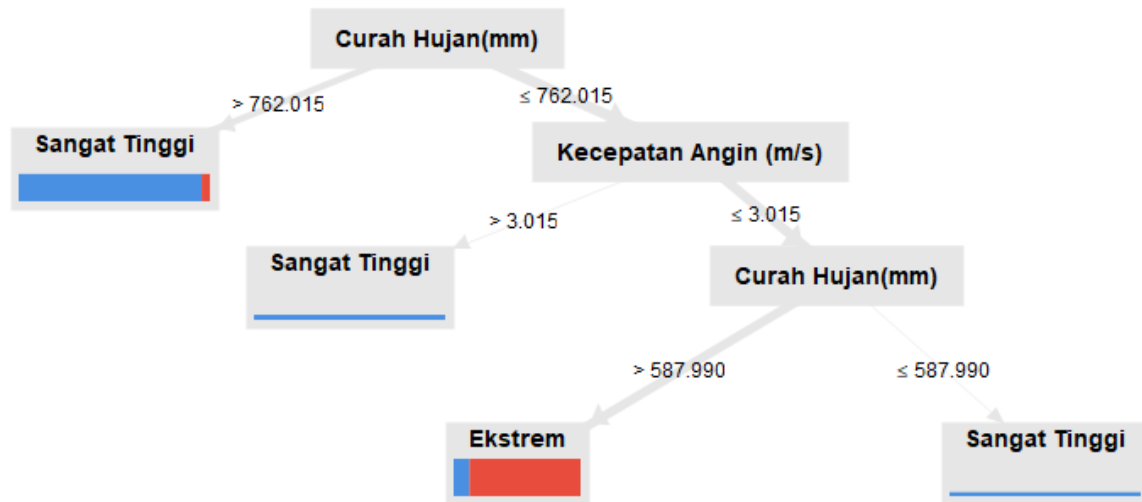 Curah Hujan(mm)
> 762.015
≤ 762.015
Sangat Tinggi
Kecepatan Angin (m/s)
> 3.015
≤ 3.015
Sangat Tinggi
Curah Hujan(mm)
> 587.990
≤ 587.990
Ekstrem
Sangat Tinggi